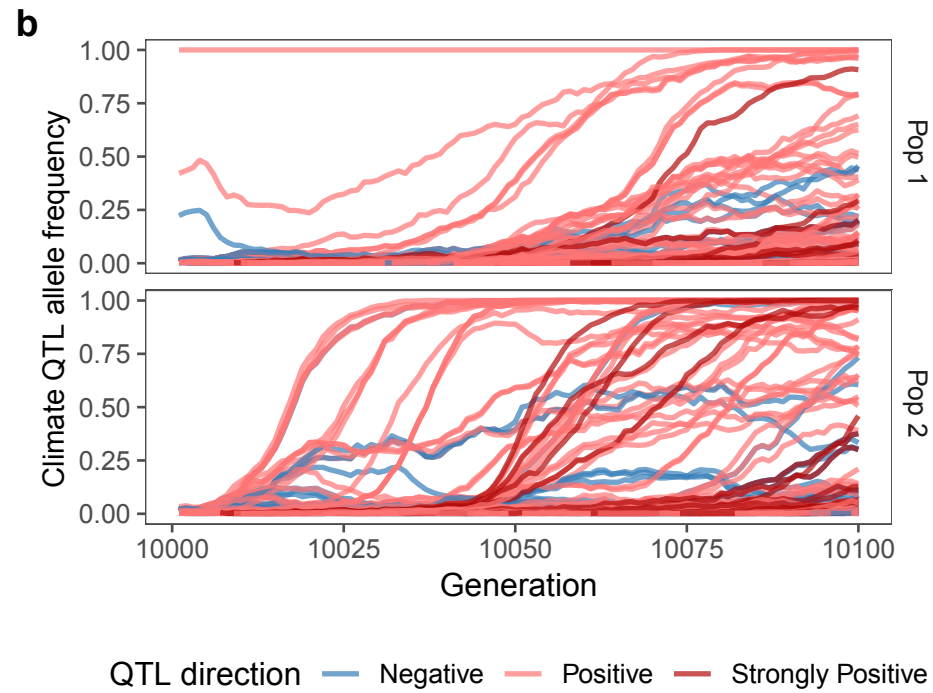 b
Climate QTL allele frequency
1.00
0.75
0.50
0.25
0.00
Pop 1
1.00
0.75
0.50
0.25
0.00
Pop 2
10000 10025 10050 10075 10100
Generation
QTL direction Negative Positive Strongly Positive